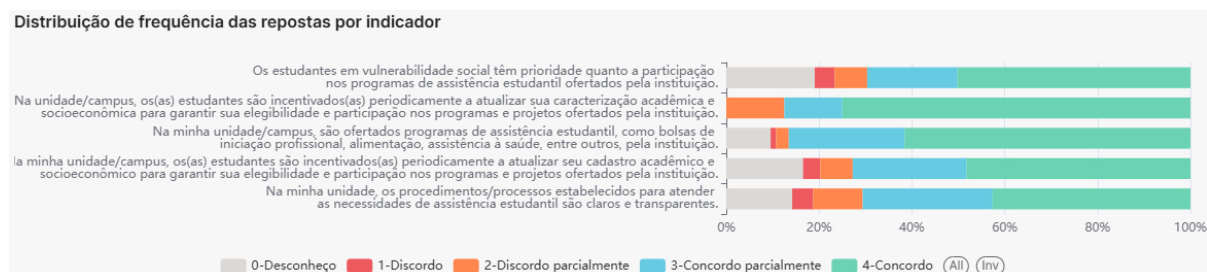 Distribuição de frequência das respostas por indicador
Os estudantes em vulnerabilidade social têm prioridade quanto a participação
nos programas de assistência estudantil ofertados pela instituição.
Na unidade/campus, os(as) estudantes são incentivados(as) periodicamente a atualizar sua caracterização acadêmica e
socioeconômico para garantir sua elegibilidade e participação nos programas e projetos ofertados pela instituição.
Na minha unidade/campus, são ofertados programas de assistência estudantil, como bolsas de
iniciação profissional, alimentação, assistência à saúde, entre outros, pela instituição.
a minha unidade/campus, os(as) estudantes são incentivados(as) periodicamente a atualizar seu cadastro acadêmico e
socioeconômico para garantir sua elegibilidade e participação nos programas e projetos ofertados pela instituição.
Na minha unidade, os procedimentos/processos estabelecidos para atender
as necessidades de assistência estudantil são claros e transparentes.
0% 20% 40% 60% 80% 100%
0-Desconheço 1-Discordo 2-Discordo parcialmente 3-Concordo parcialmente 4-Concordo All Inv